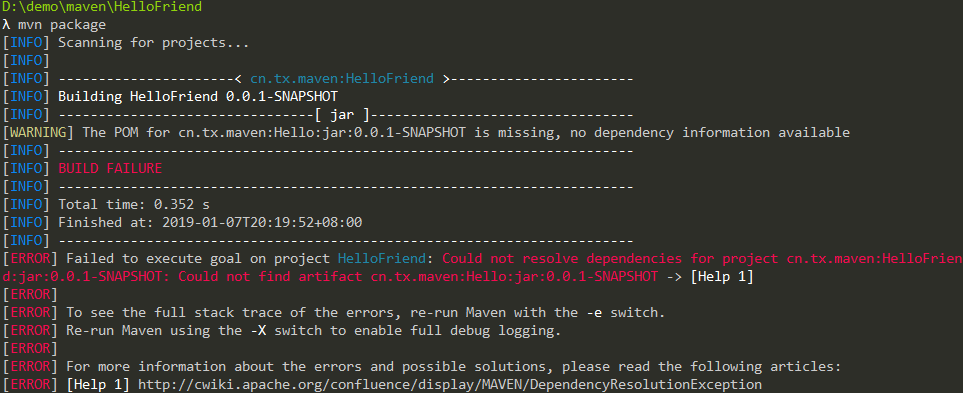 D:\demo\maven\HelloFriend
λ mvn package
[INFO] Scanning for projects...
[INFO]
[INFO] ----------------------< cn.tx.maven:HelloFriend >-----------------------
[INFO] Building HelloFriend 0.0.1-SNAPSHOT
[INFO] --------------------------------[ jar ]---------------------------------
[WARNING] The POM for cn.tx.maven:Hello:jar:0.0.1-SNAPSHOT is missing, no dependency information available
[INFO] ------------------------------------------------------------------------
[INFO] BUILD FAILURE
[INFO] ------------------------------------------------------------------------
[INFO] Total time: 0.352 s
[INFO] Finished at: 2019-01-07T20:19:52+08:00
[INFO] ------------------------------------------------------------------------
[ERROR] Failed to execute goal on project HelloFriend: Could not resolve dependencies for project cn.tx.maven:HelloFrien
d:jar:0.0.1-SNAPSHOT: Could not find artifact cn.tx.maven:Hello:jar:0.0.1-SNAPSHOT -> [Help 1]
[ERROR]
[ERROR] To see the full stack trace of the errors, re-run Maven with the -e switch.
[ERROR] Re-run Maven using the -X switch to enable full debug logging.
[ERROR]
[ERROR] For more information about the errors and possible solutions, please read the following articles:
[ERROR] [Help 1] http://cwiki.apache.org/confluence/display/MAVEN/DependencyResolutionException